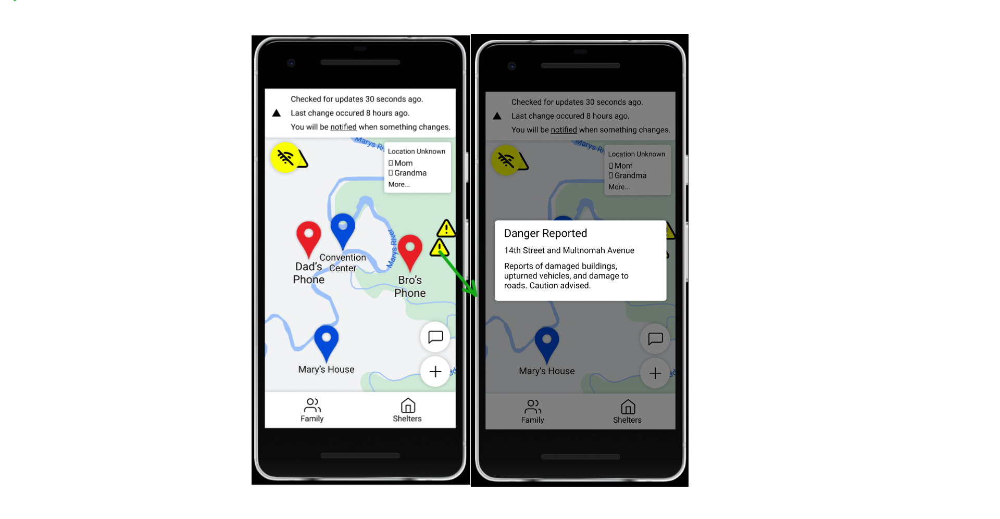 Checked for updates 30 seconds ago.
Last change occured 8 hours ago.
You will be notified when something changes.
Marys Ri
Location Unknown
Mom
Grandma
More...
Marys River
Convention
Center
Dad's
Phone
Bro's
Phone
Mary's House
Family
Shelters
Checked for updates 30 seconds ago.
Last change occured 8 hours ago.
You will be notified when something changes.
Marys Ri
Location Unknown
Mom
Grandma
More...
Danger Reported
14th Street and Multnomah Avenue
Reports of damaged buildings,
upturned vehicles, and damage to
roads. Caution advised.
Mary's House
Family
Shelters